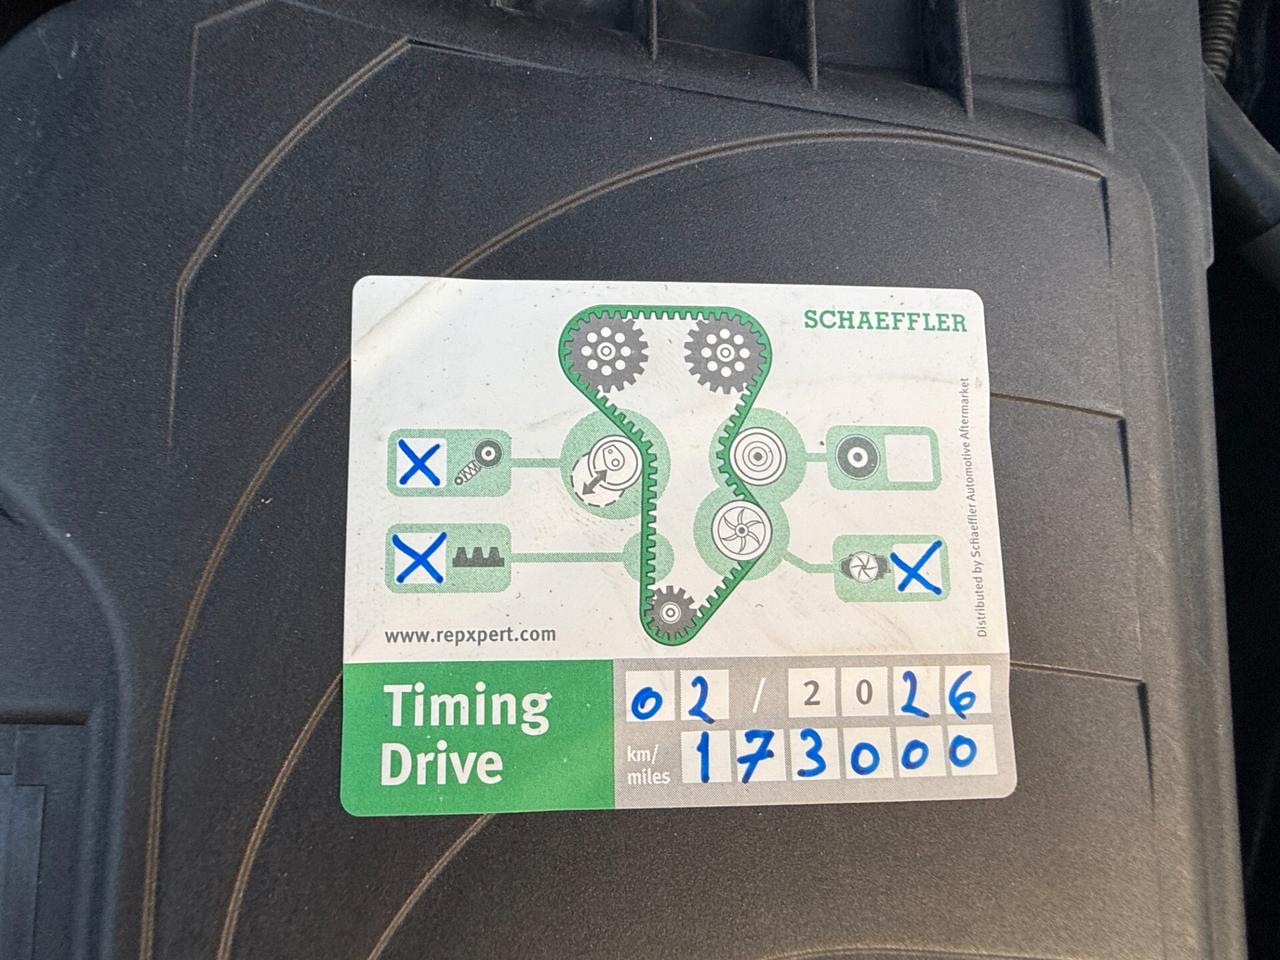 SCHAEFFLER
Distributed by Schaeffler Automotive Aftermarket
X
X
X
www.repxpert.com
Timing
Drive
02 / 2026
km/
miles
173000